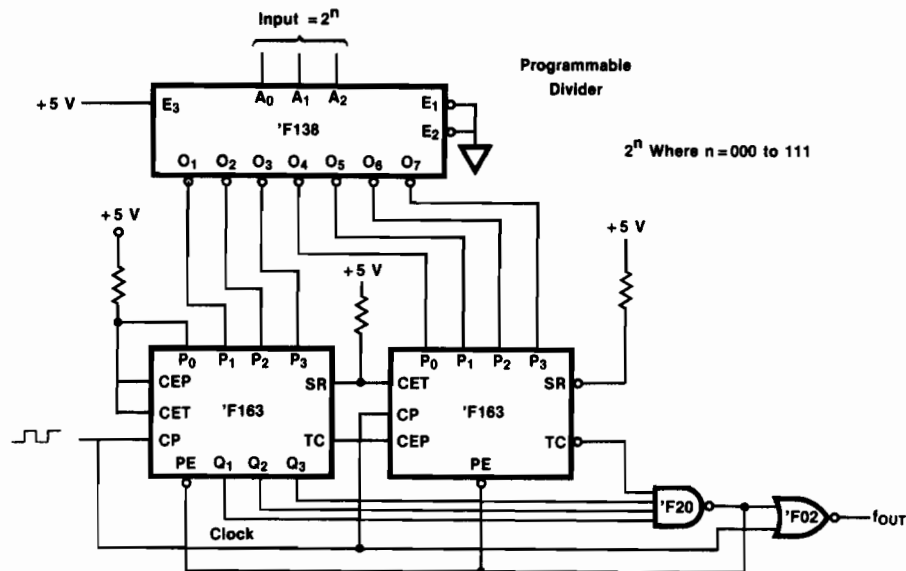 Input = 2ⁿ
Programmable
Divider
+5 V
E₃
A₀ A₁ A₂
E₁
'F138
E₂
2ⁿ Where n = 000 to 111
O₁ O₂ O₃ O₄ O₅ O₆ O₇
+5 V
+5 V
+5 V
P₀ P₁ P₂ P₃
P₀ P₁ P₂ P₃
CEP
SR
CET
SR
'F163
CET
CP
'F163
CP
TC
CEP
TC
PE Q₁ Q₂ Q₃
PE
'F20
'F02
fOUT
Clock